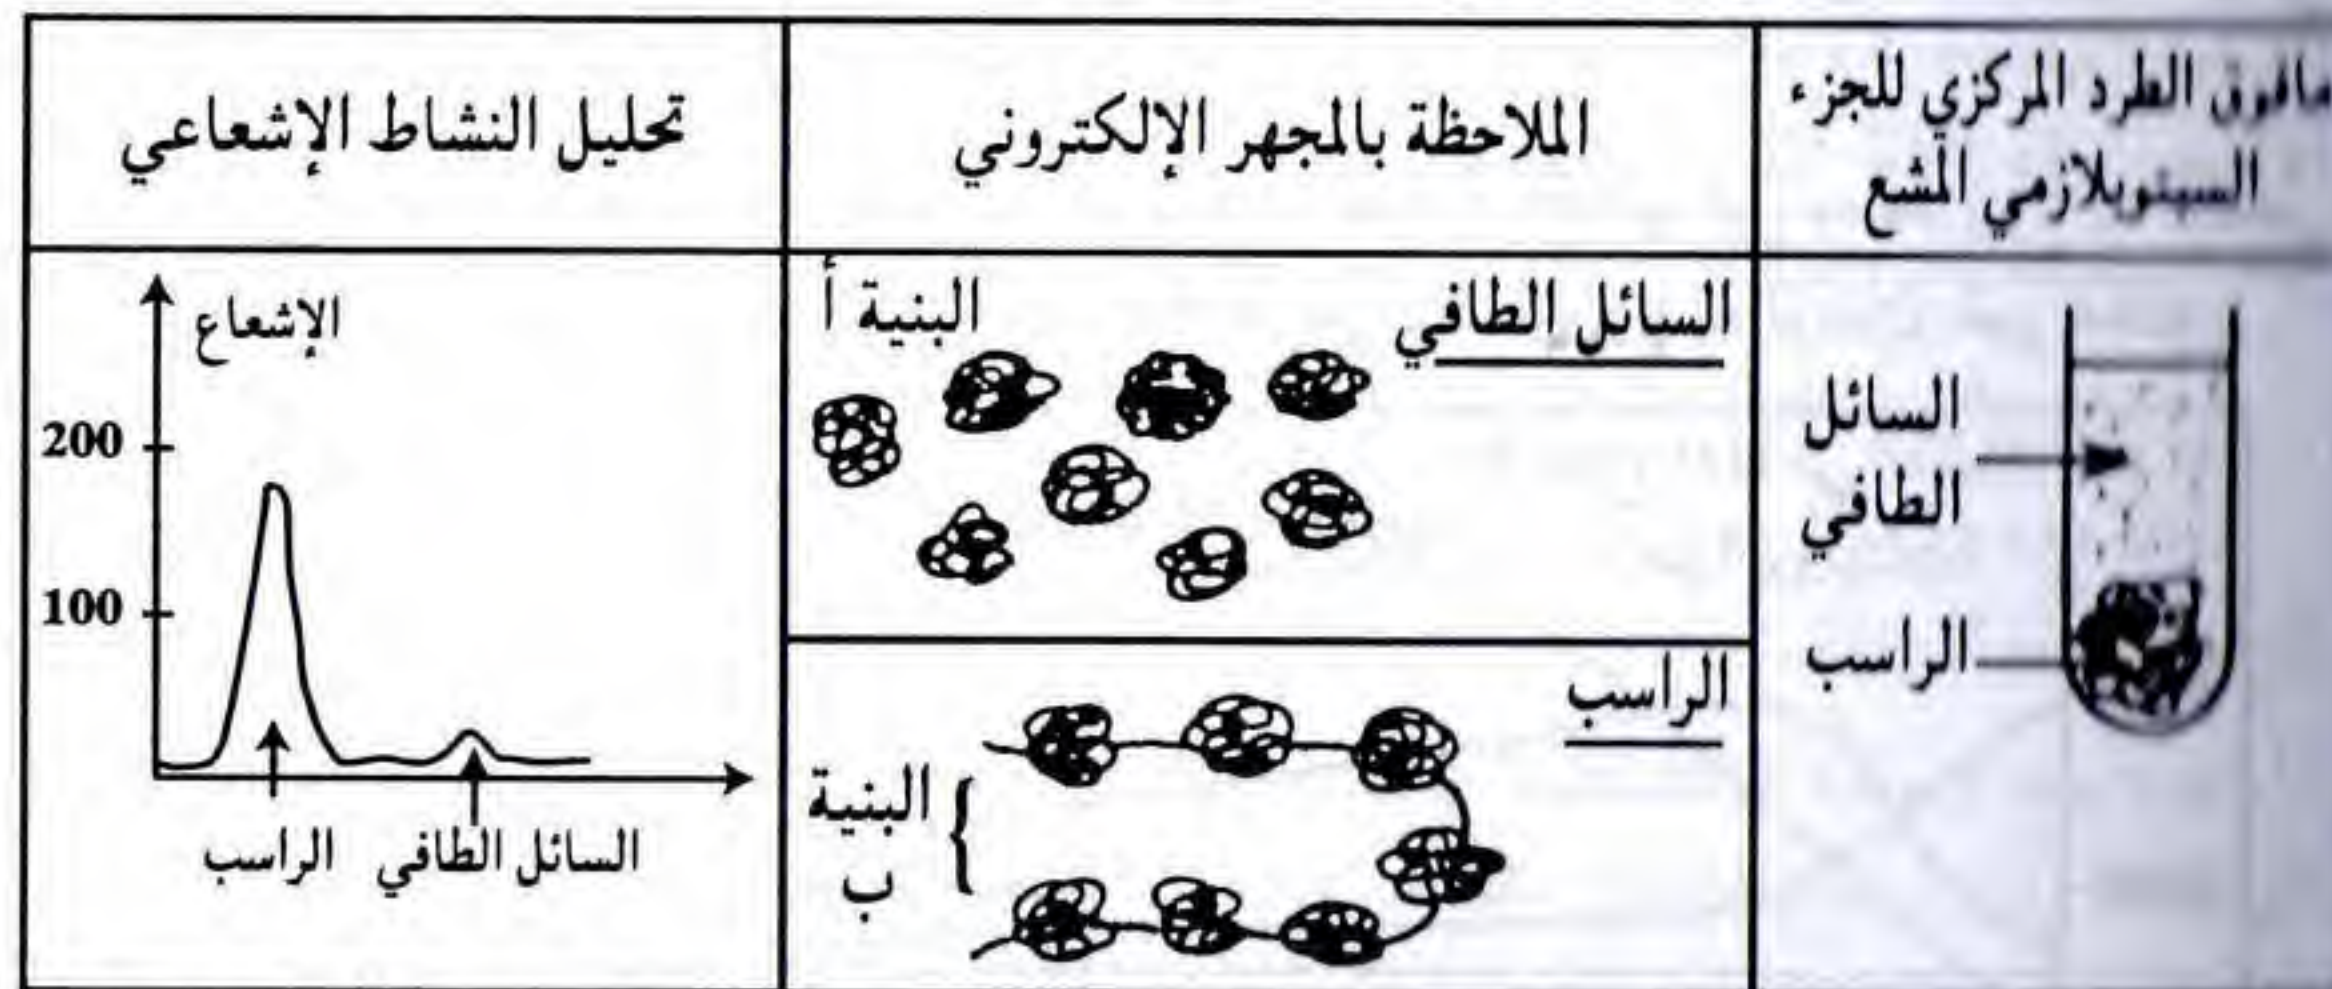 مافوق الطرد المركزي للجزء
السيتوبلازمي المشع
الملاحظة بالمجهر الإلكتروني
تحليل النشاط الإشعاعي
السائل
الطافي
الراسب
السائل الطافي
البنية أ
الراسب
البنية
ب
الإشعاع
200
100
الراسب
السائل الطافي